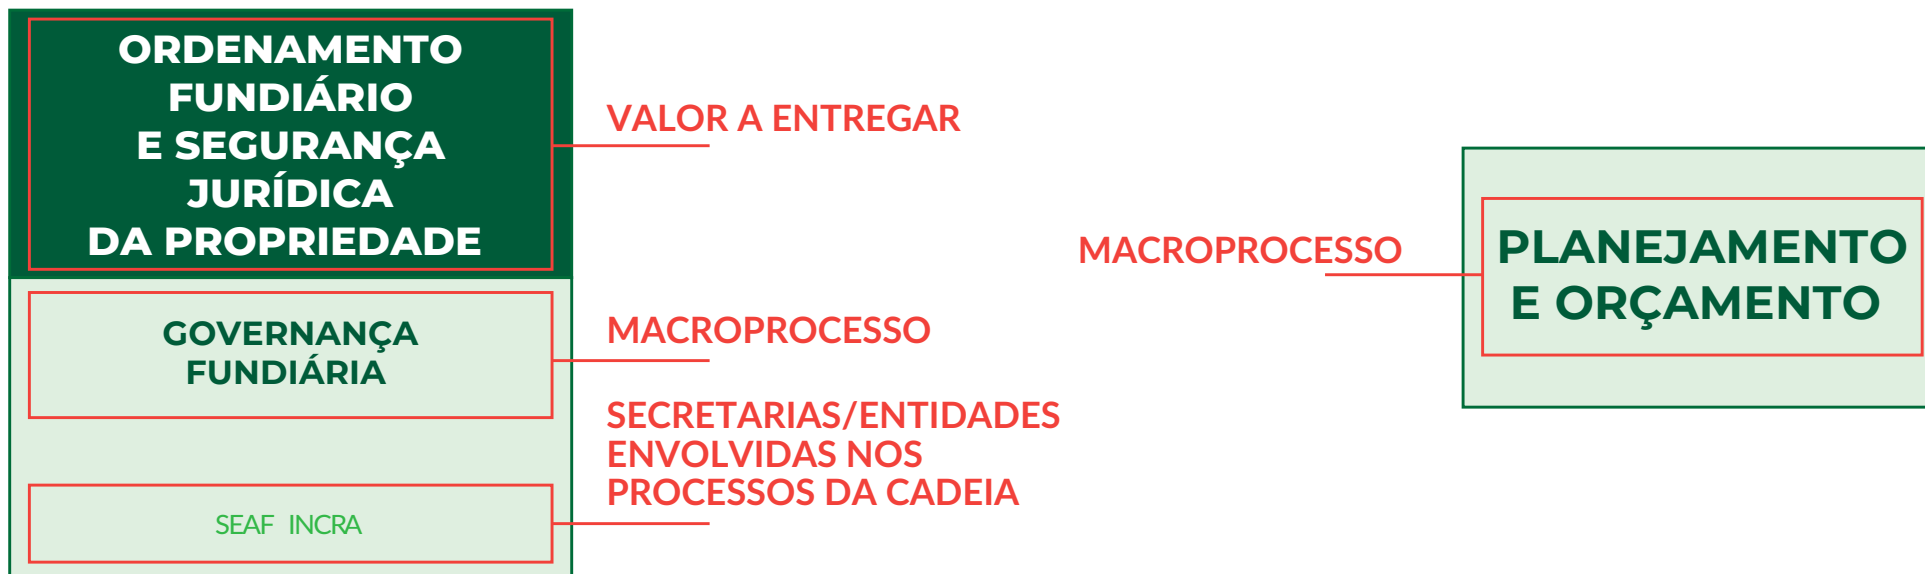 ORDENAMENTO
FUNDIÁRIO
E SEGURANÇA
JURÍDICA
DA PROPRIEDADE
VALOR A ENTREGAR
GOVERNANÇA
FUNDIÁRIA
MACROPROCESSO
SECRETARIAS/ENTIDADES
ENVOLVIDAS NOS
PROCESSOS DA CADEIA
SEAF INCRA
MACROPROCESSO
PLANEJAMENTO
E ORÇAMENTO